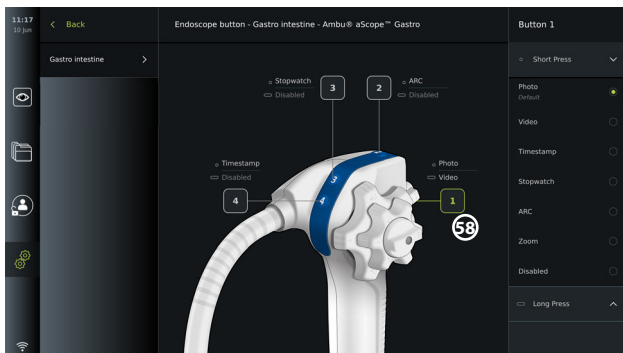 11:17
10 Jun
Back
Endoscope button - Gastro intestine - Ambu® aScope™ Gastro
Button 1
Gastro intestine
Short Press
Photo
Default
Video
Timestamp
Stopwatch
ARC
Zoom
Disabled
Long Press
Stopwatch
Disabled
3
2
ARC
Disabled
Timestamp
Disabled
4
Photo
Video
1
58
3
4